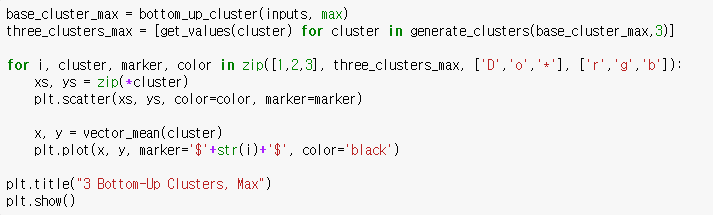 base_cluster_max = bottom_up_cluster(inputs, max)
three_clusters_max = [get_values(cluster) for cluster in generate_clusters(base_cluster_max,3)]

for i, cluster, marker, color in zip([1,2,3], three_clusters_max, ['D','o','*'], ['r','g','b']):
    xs, ys = zip(*cluster)
    plt.scatter(xs, ys, color=color, marker=marker)

    x, y = vector_mean(cluster)
    plt.plot(x, y, marker='$'+str(i)+'$', color='black')

plt.title("3 Bottom-Up Clusters, Max")
plt.show()